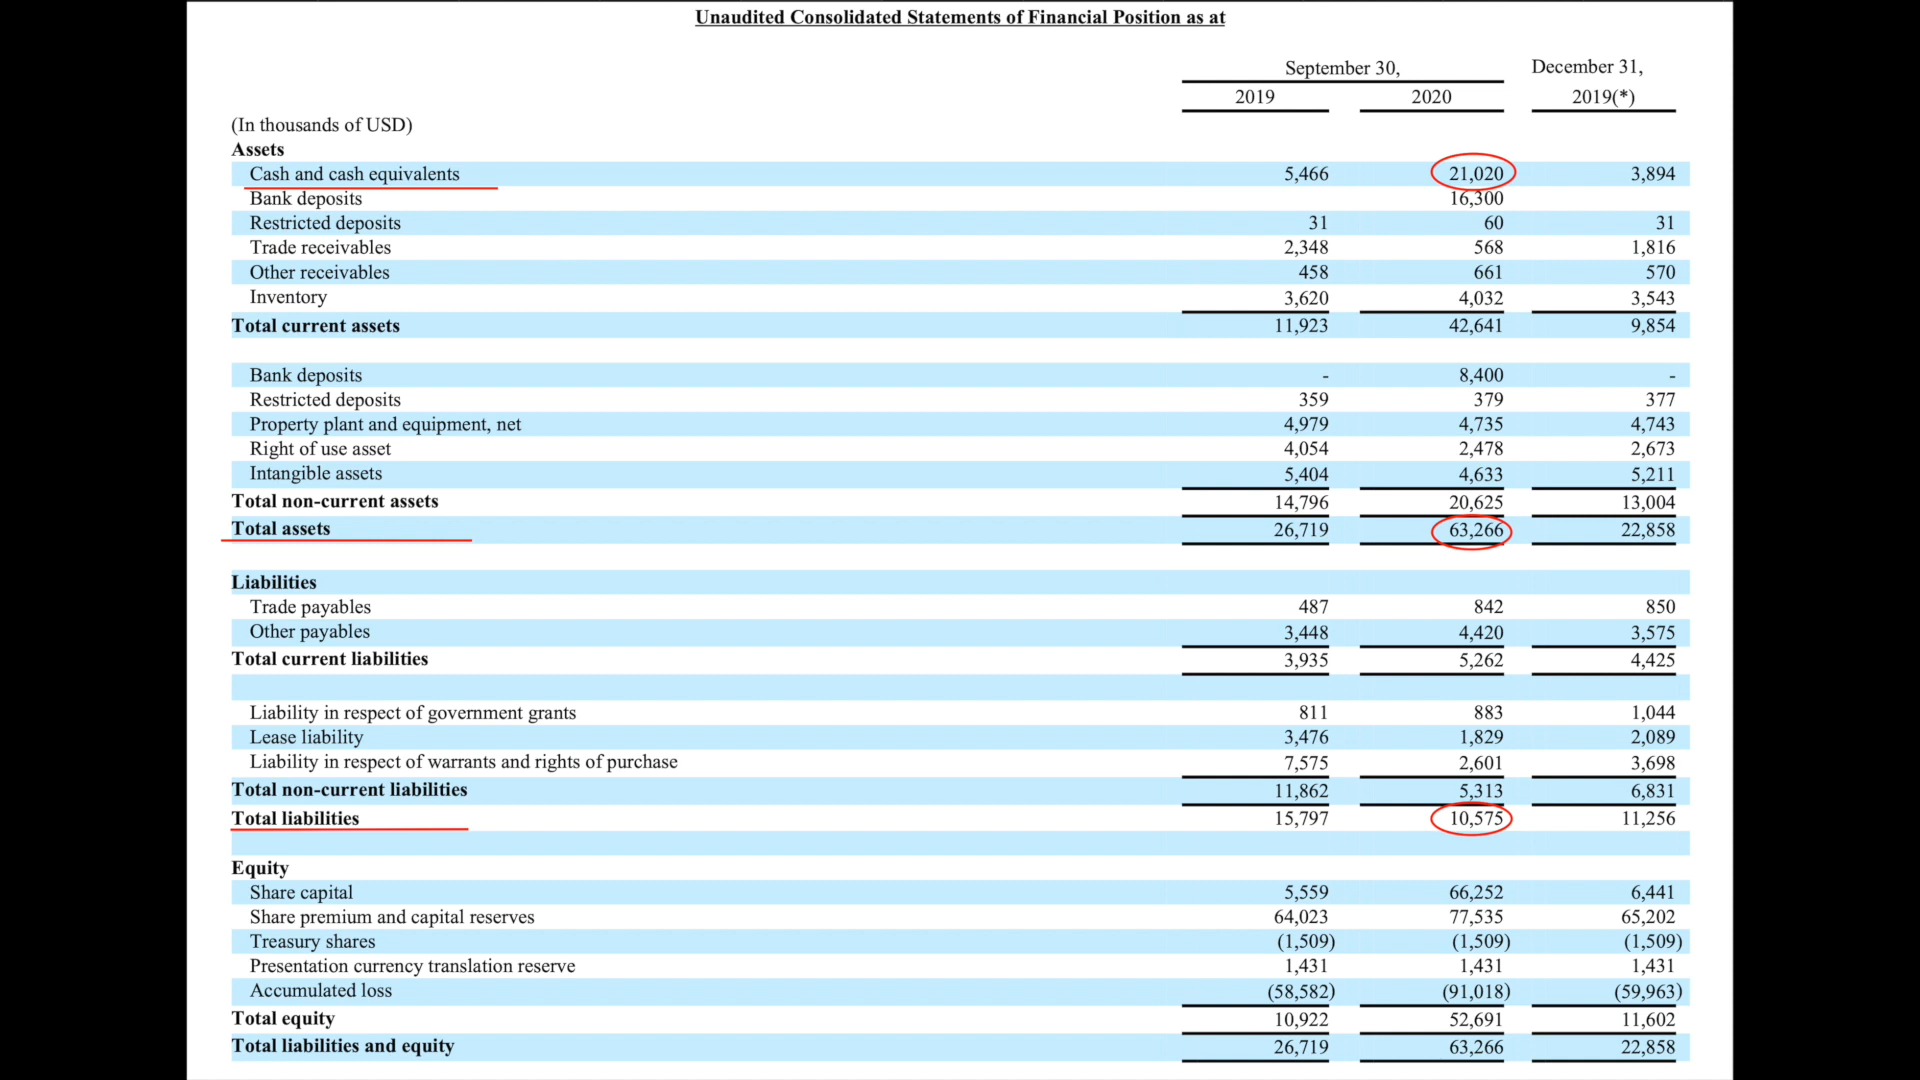 Unaudited Consolidated Statements of Financial Position as at
September 30, December 31,
2019 2020 2019(*)
(In thousands of USD)
Assets
Cash and cash equivalents 5,466 21,020 3,894
Bank deposits 16,300
Restricted deposits 31 60 31
Trade receivables 2,348 568 1,816
Other receivables 458 661 570
Inventory 3,620 4,032 3,543
Total current assets 11,923 42,641 9,854
Bank deposits - 8,400 -
Restricted deposits 359 379 377
Property plant and equipment, net 4,979 4,735 4,743
Right of use asset 4,054 2,478 2,673
Intangible assets 5,404 4,633 5,211
Total non-current assets 14,796 20,625 13,004
Total assets 26,719 63,266 22,858
Liabilities
Trade payables 487 842 850
Other payables 3,448 4,420 3,575
Total current liabilities 3,935 5,262 4,425
Liability in respect of government grants 811 883 1,044
Lease liability 3,476 1,829 2,089
Liability in respect of warrants and rights of purchase 7,575 2,601 3,698
Total non-current liabilities 11,862 5,313 6,831
Total liabilities 15,797 10,575 11,256
Equity
Share capital 5,559 66,252 6,441
Share premium and capital reserves 64,023 77,535 65,202
Treasury shares (1,509) (1,509) (1,509)
Presentation currency translation reserve 1,431 1,431 1,431
Accumulated loss (58,582) (91,018) (59,963)
Total equity 10,922 52,691 11,602
Total liabilities and equity 26,719 63,266 22,858